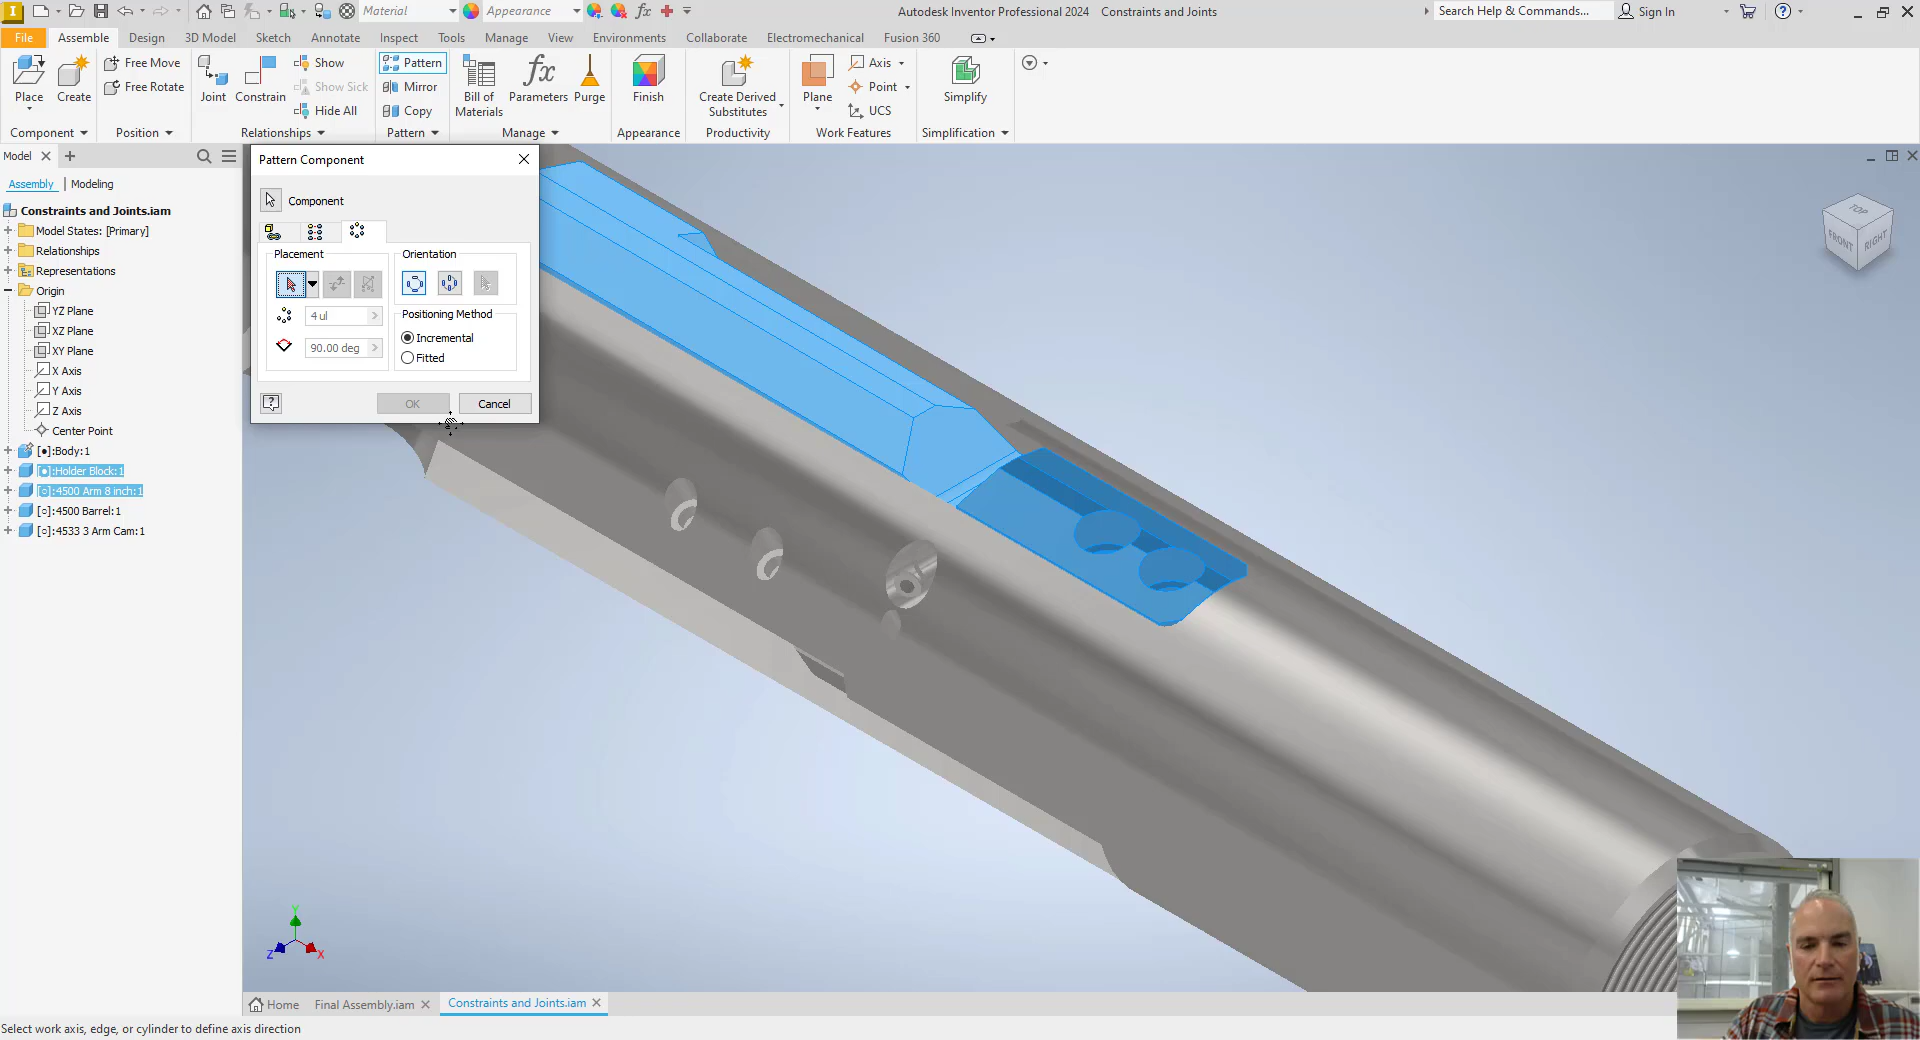 I Material Appearance fx Autodesk Inventor Professional 2024 Constraints and Joints Search Help & Commands... Sign In
File Assemble Design 3D Model Sketch Annotate Inspect Tools Manage View Environments Collaborate Electromechanical Fusion 360
Place
Create
Free Move
Free Rotate
Joint
Constrain
Show
Show Sick
Hide All
Pattern
Mirror
Copy
Bill of
Materials
fx
Parameters
Purge
Finish
Create Derived
Substitutes
Plane
Axis
Point
UCS
Simplify
Component Position Relationships Pattern Manage Appearance Productivity Work Features Simplification
Model
Assembly | Modeling
Constraints and Joints.iam
Model States: [Primary]
Relationships
Representations
Origin
YZ Plane
XZ Plane
XY Plane
X Axis
Y Axis
Z Axis
Center Point
[●]:Body:1
[○]:Holder Block:1
[○]:4500 Arm 8 inch:1
[○]:4500 Barrel:1
[○]:4533 3 Arm Cam:1
Pattern Component
Component
Placement
Orientation
4 ul
90.00 deg
Positioning Method
Incremental
Fitted
OK Cancel
TOP
FRONT RIGHT
Y
Z X
Home Final Assembly.iam Constraints and Joints.iam
Select work axis, edge, or cylinder to define axis direction